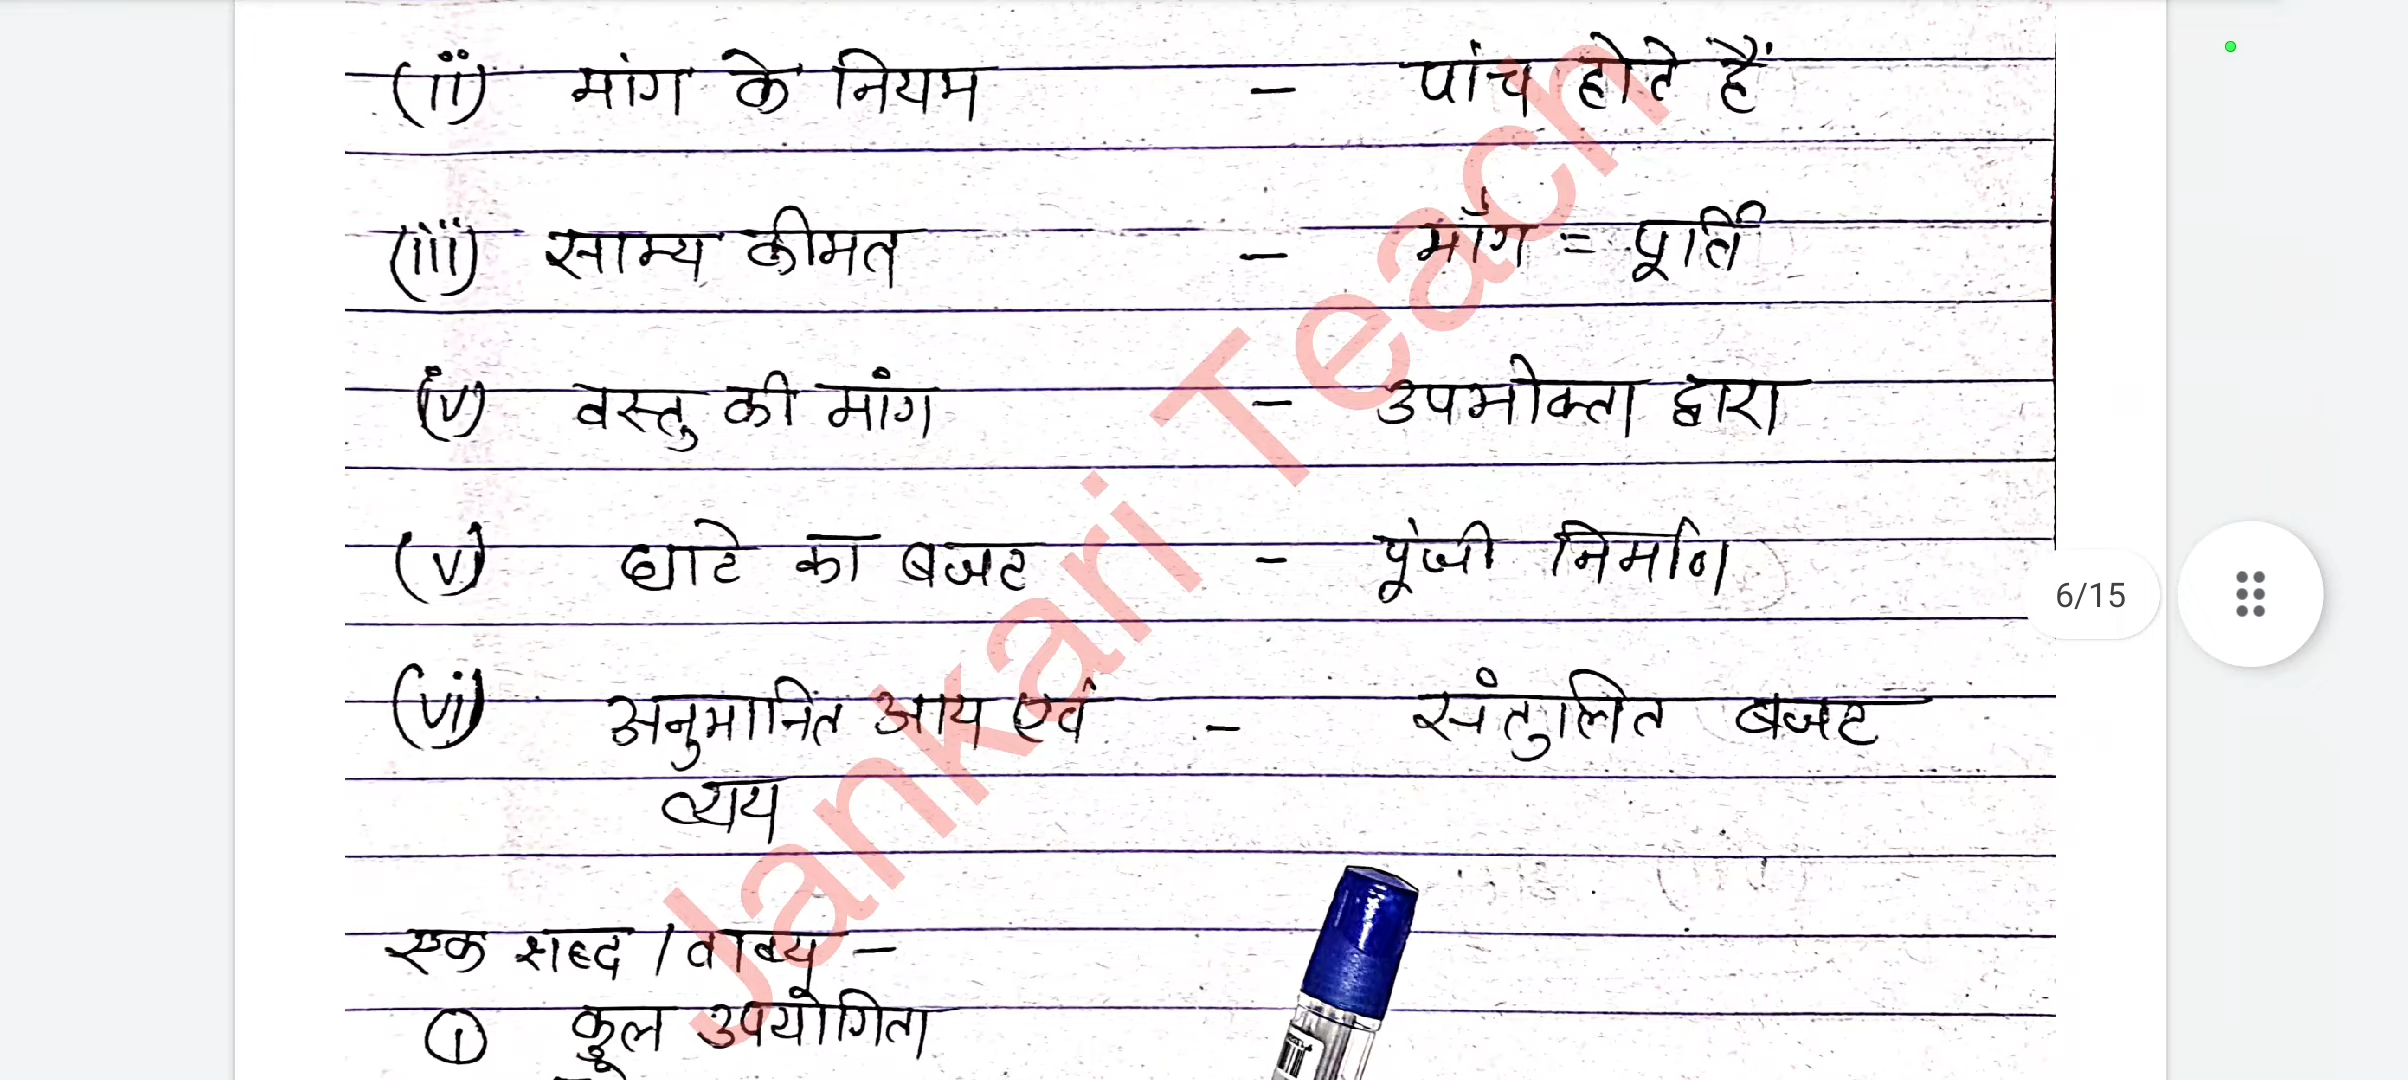 (ii) मांग के नियम - पांच होते हैं
(iii) साम्य कीमत - माँग = पूर्ति
(iv) वस्तु की मांग - उपभोक्ता द्वारा
(v) घाटे का बजट - पूंजी निर्माण
6/15
(vi) अनुमानित आय एवं - संतुलित बजट
व्यय
एक शब्द / वाक्य -
① कुल उपयोगिता
Jankari Teach